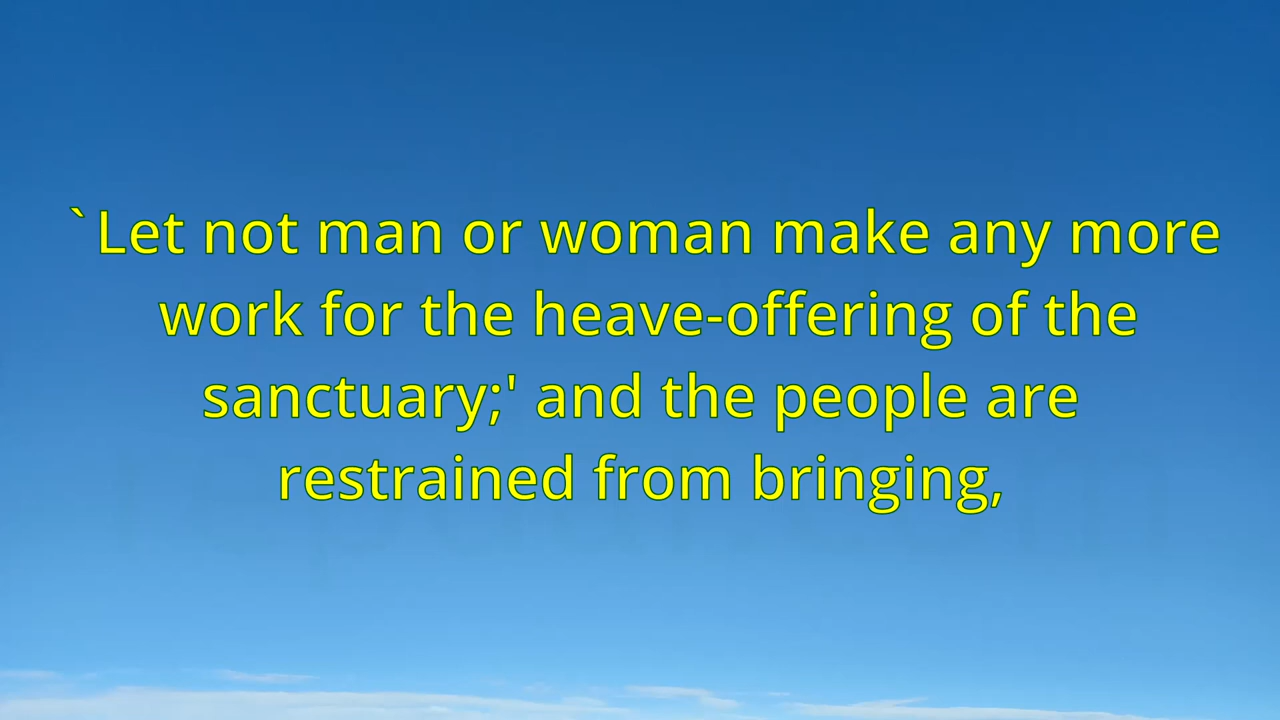 `Let not man or woman make any more
work for the heave-offering of the
sanctuary;' and the people are
restrained from bringing,